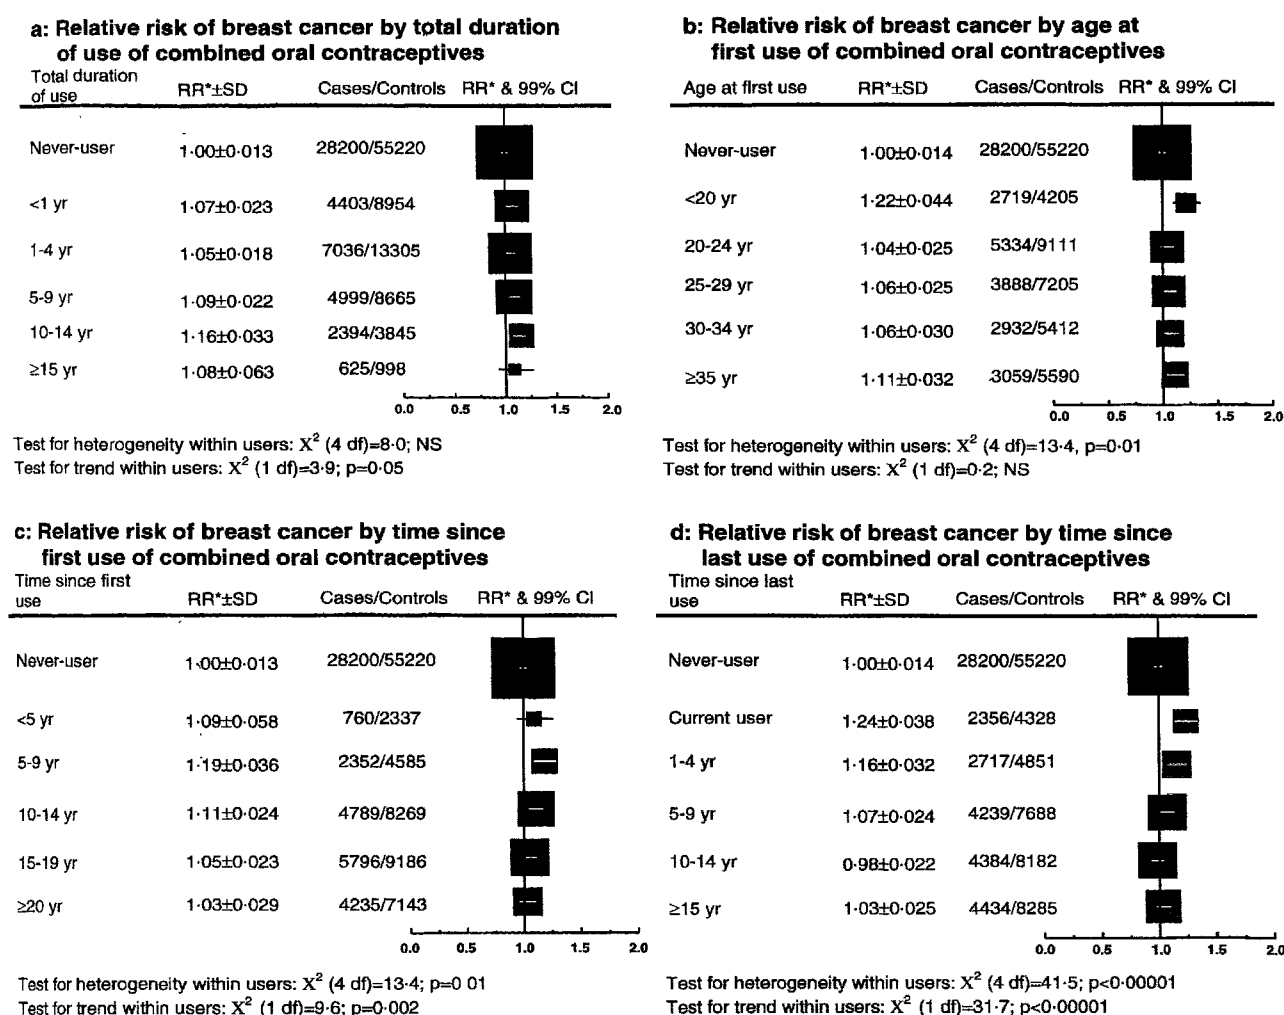 a: Relative risk of breast cancer by total duration
of use of combined oral contraceptives
Total duration
of use RR*±SD Cases/Controls RR* & 99% CI
Never-user 1·00±0·013 28200/55220
<1 yr 1·07±0·023 4403/8954
1-4 yr 1·05±0·018 7036/13305
5-9 yr 1·09±0·022 4999/8665
10-14 yr 1·16±0·033 2394/3845
≥15 yr 1·08±0·063 625/998
0.0 0.5 1.0 1.5 2.0
Test for heterogeneity within users: X² (4 df)=8·0; NS
Test for trend within users: X² (1 df)=3·9; p=0·05
b: Relative risk of breast cancer by age at
first use of combined oral contraceptives
Age at first use RR*±SD Cases/Controls RR* & 99% CI
Never-user 1·00±0·014 28200/55220
<20 yr 1·22±0·044 2719/4205
20-24 yr 1·04±0·025 5334/9111
25-29 yr 1·06±0·025 3888/7205
30-34 yr 1·06±0·030 2932/5412
≥35 yr 1·11±0·032 3059/5590
0.0 0.5 1.0 1.5 2.0
Test for heterogeneity within users: X² (4 df)=13·4, p=0·01
Test for trend within users: X² (1 df)=0·2; NS
c: Relative risk of breast cancer by time since
first use of combined oral contraceptives
Time since first
use RR*±SD Cases/Controls RR* & 99% CI
Never-user 1·00±0·013 28200/55220
<5 yr 1·09±0·058 760/2337
5-9 yr 1·19±0·036 2352/4585
10-14 yr 1·11±0·024 4789/8269
15-19 yr 1·05±0·023 5796/9186
≥20 yr 1·03±0·029 4235/7143
0.0 0.5 1.0 1.5 2.0
Test for heterogeneity within users: X² (4 df)=13·4; p=0 01
Test for trend within users: X² (1 df)=9·6; p=0·002
d: Relative risk of breast cancer by time since
last use of combined oral contraceptives
Time since last
use RR*±SD Cases/Controls RR* & 99% CI
Never-user 1·00±0·014 28200/55220
Current user 1·24±0·038 2356/4328
1-4 yr 1·16±0·032 2717/4851
5-9 yr 1·07±0·024 4239/7688
10-14 yr 0·98±0·022 4384/8182
≥15 yr 1·03±0·025 4434/8285
0.0 0.5 1.0 1.5 2.0
Test for heterogeneity within users: X² (4 df)=41·5; p<0·00001
Test for trend within users: X² (1 df)=31·7; p<0·00001